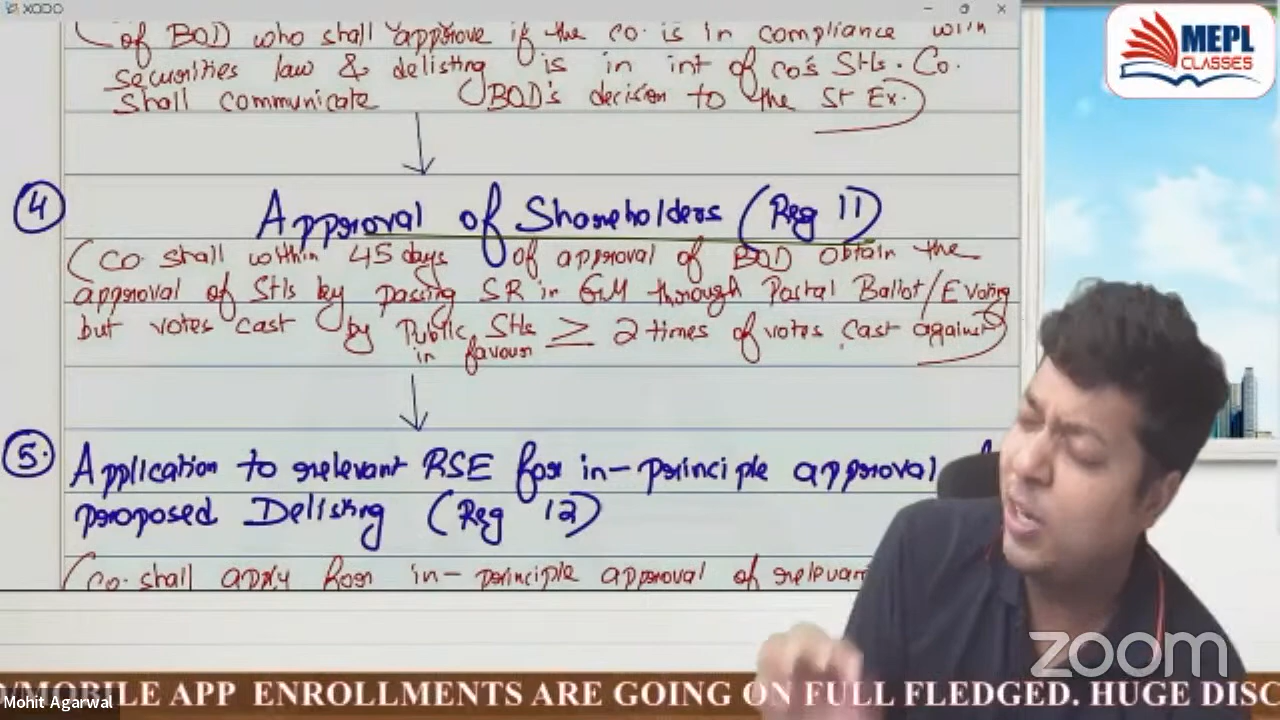 XODO
(of BOD who shall approve if the co. is in compliance with
securities law & delisting is in int of co's StHs. Co.
shall communicate BOD's decision to the St Ex.)
MEPL
CLASSES
④ Approval of Shareholders (Reg 11)
(Co shall within 45 days of approval of BOD obtain the
approval of StHs by passing SR in GM through Postal Ballot/E Voting
but votes cast by Public StHs ≥ 2 times of votes cast against)
in favour
⑤. Application to relevant RSE for in-principle approval
proposed Delisting (Reg 12)
(Co. shall apply for in-principle approval of
zoom
/MOBILE APP ENROLLMENTS ARE GOING ON FULL FLEDGED. HUGE DISC
Mohit Agarwal